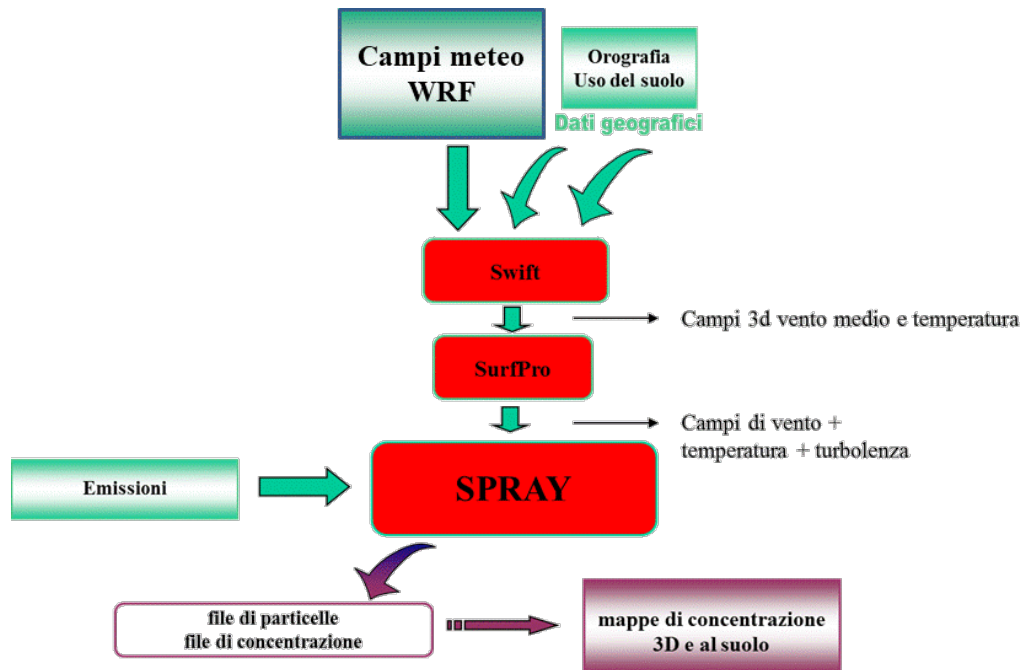 Campi meteo
WRF
Orografia
Uso del suolo
Dati geografici
Swift
Campi 3d vento medio e temperatura
SurfPro
Campi di vento +
temperatura + turbolenza
Emissioni
SPRAY
file di particelle
file di concentrazione
mappe di concentrazione
3D e al suolo